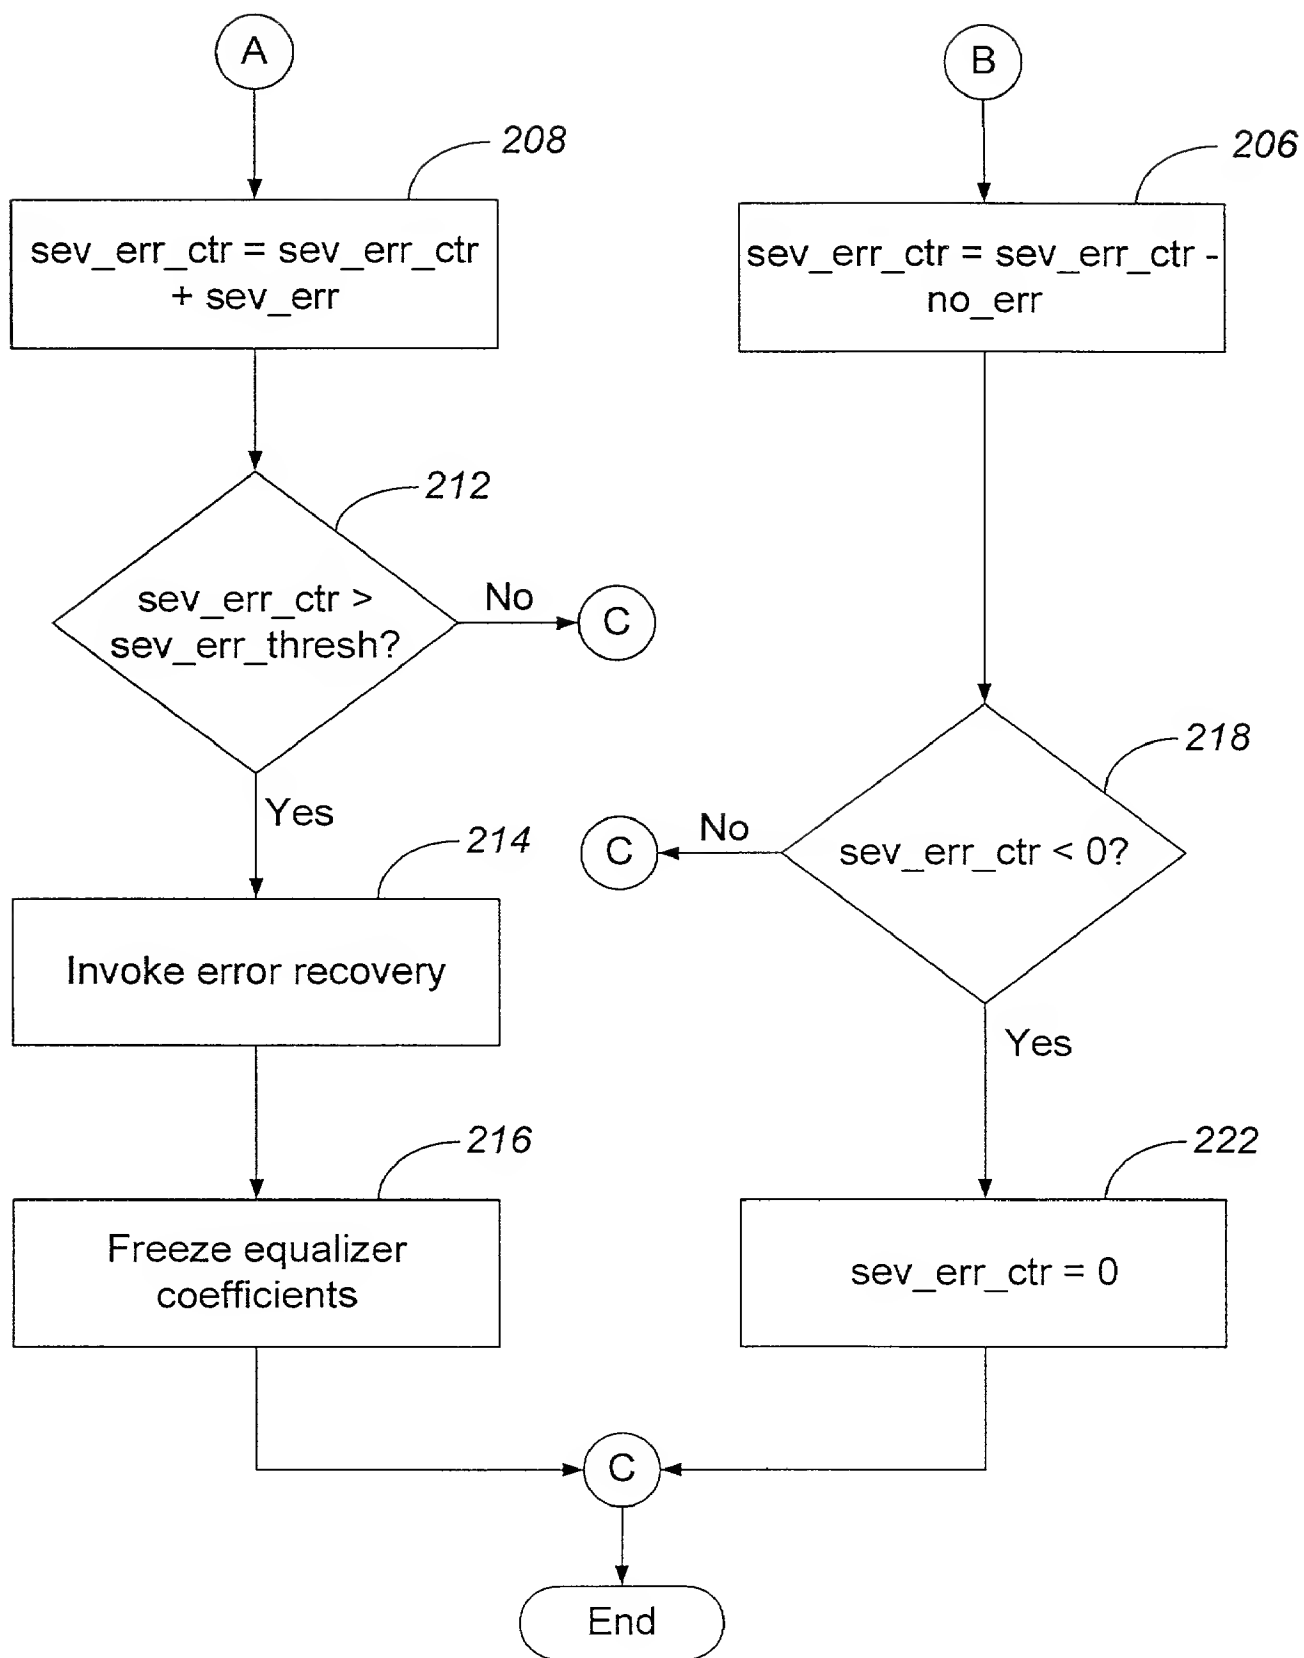 A
208
sev_err_ctr = sev_err_ctr
+ sev_err
212
sev_err_ctr >
sev_err_thresh?
No
C
Yes
214
Invoke error recovery
216
Freeze equalizer
coefficients
B
206
sev_err_ctr = sev_err_ctr -
no_err
218
sev_err_ctr < 0?
No
C
Yes
222
sev_err_ctr = 0
C
End